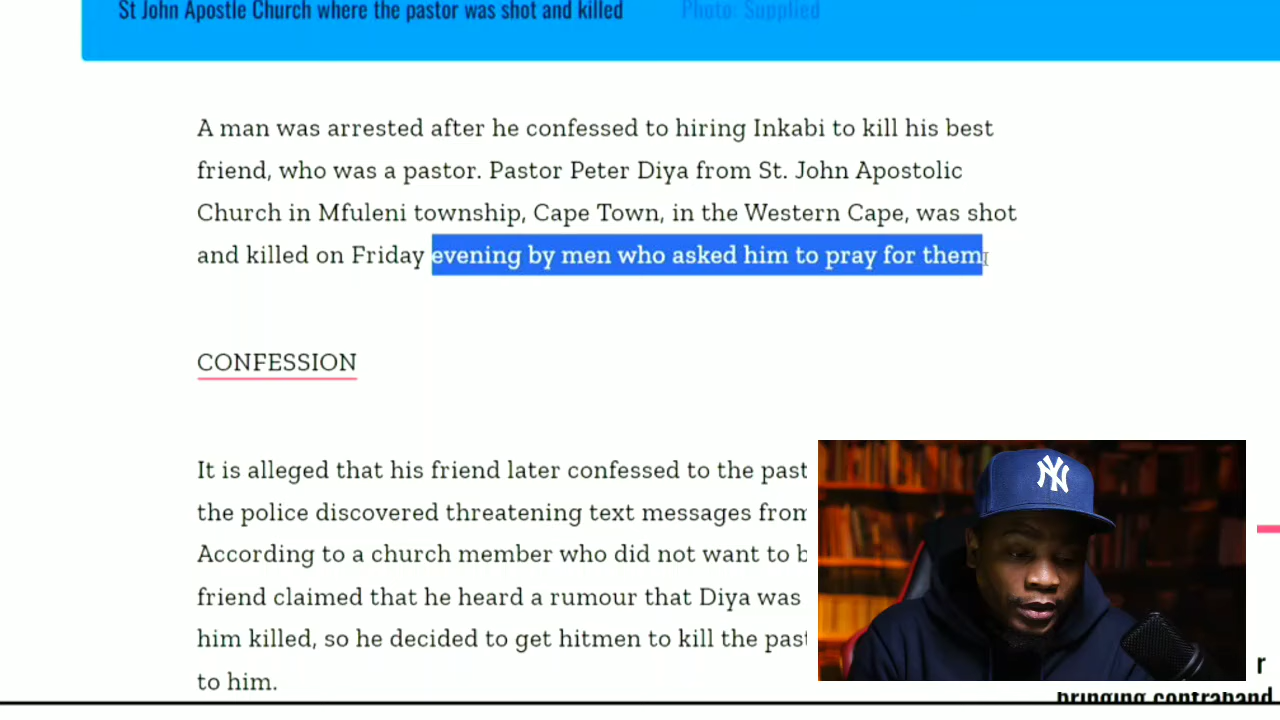 St John Apostle Church where the pastor was shot and killed Photo: Supplied
A man was arrested after he confessed to hiring Inkabi to kill his best
friend, who was a pastor. Pastor Peter Diya from St. John Apostolic
Church in Mfuleni township, Cape Town, in the Western Cape, was shot
and killed on Friday evening by men who asked him to pray for them.
CONFESSION
It is alleged that his friend later confessed to the past
the police discovered threatening text messages from
According to a church member who did not want to b
friend claimed that he heard a rumour that Diya was
him killed, so he decided to get hitmen to kill the past
to him.
NY
r
bringing contraband